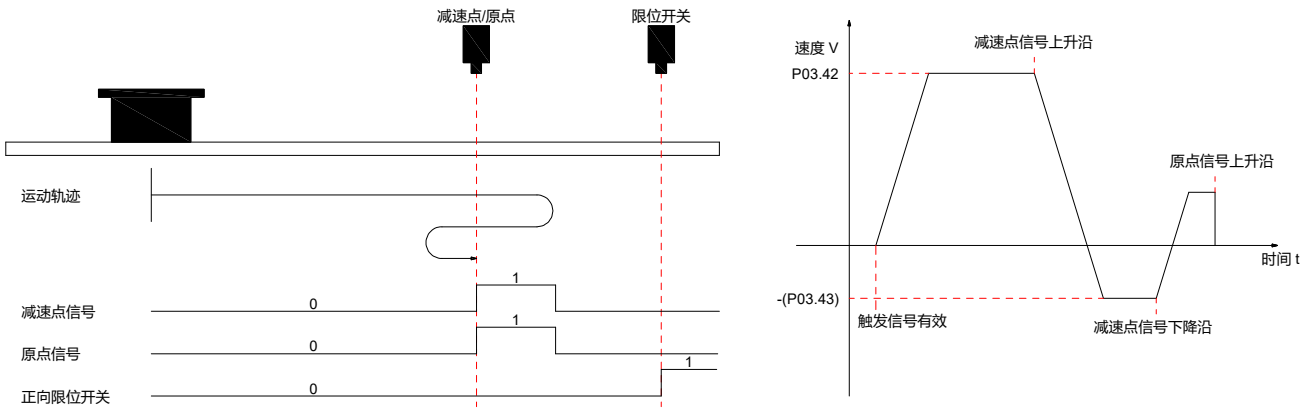 减速点/原点
限位开关
运动轨迹
1
0
减速点信号
1
0
原点信号
1
0
正向限位开关
速度 V
减速点信号上升沿
P03.42
原点信号上升沿
时间 t
-(P03.43)
触发信号有效
减速点信号下降沿